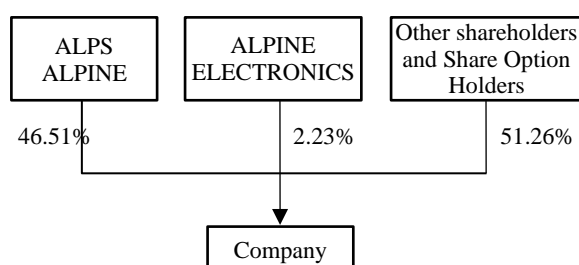 ALPS
ALPINE
ALPINE
ELECTRONICS
Other shareholders
and Share Option
Holders
46.51%
2.23%
51.26%
Company